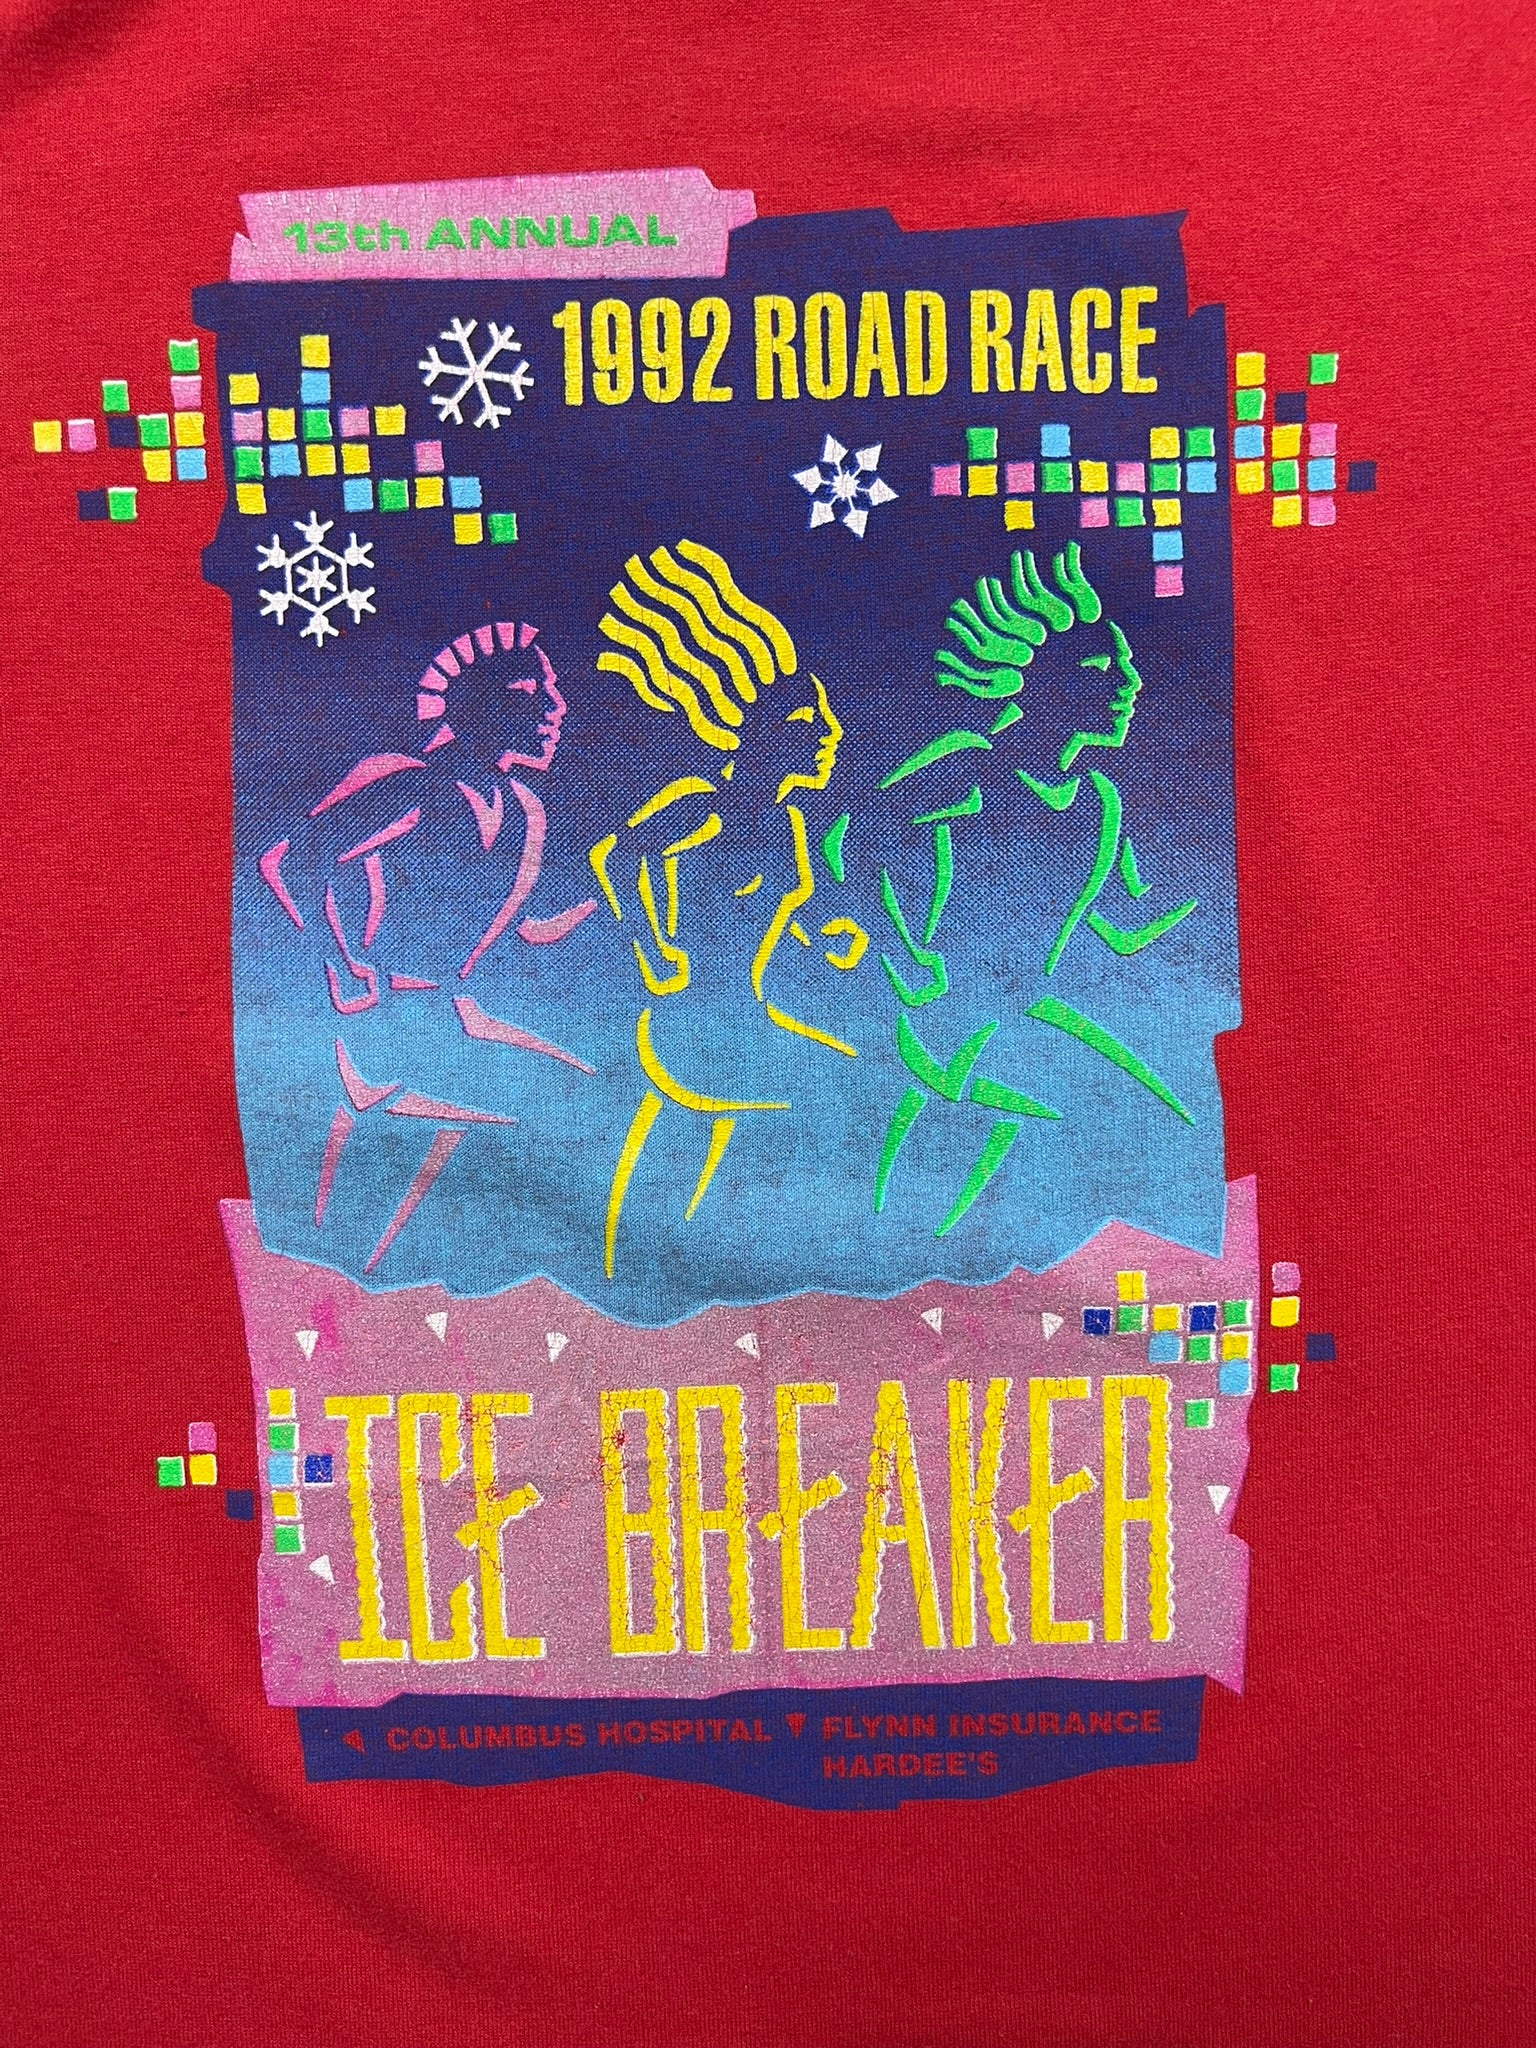 13th ANNUAL
1992 ROAD RACE
ICE BREAKER
COLUMBUS HOSPITAL FLYNN INSURANCE
HARDEE'S